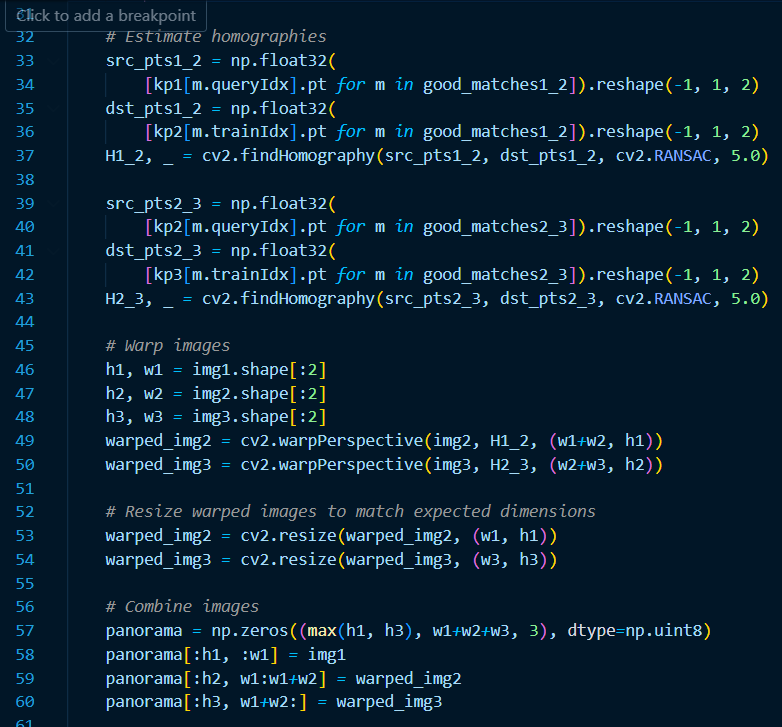 31
Click to add a breakpoint
32 # Estimate homographies
33 src_pts1_2 = np.float32(
34 [kp1[m.queryIdx].pt for m in good_matches1_2]).reshape(-1, 1, 2)
35 dst_pts1_2 = np.float32(
36 [kp2[m.trainIdx].pt for m in good_matches1_2]).reshape(-1, 1, 2)
37 H1_2, _ = cv2.findHomography(src_pts1_2, dst_pts1_2, cv2.RANSAC, 5.0)
38
39 src_pts2_3 = np.float32(
40 [kp2[m.queryIdx].pt for m in good_matches2_3]).reshape(-1, 1, 2)
41 dst_pts2_3 = np.float32(
42 [kp3[m.trainIdx].pt for m in good_matches2_3]).reshape(-1, 1, 2)
43 H2_3, _ = cv2.findHomography(src_pts2_3, dst_pts2_3, cv2.RANSAC, 5.0)
44
45 # Warp images
46 h1, w1 = img1.shape[:2]
47 h2, w2 = img2.shape[:2]
48 h3, w3 = img3.shape[:2]
49 warped_img2 = cv2.warpPerspective(img2, H1_2, (w1+w2, h1))
50 warped_img3 = cv2.warpPerspective(img3, H2_3, (w2+w3, h2))
51
52 # Resize warped images to match expected dimensions
53 warped_img2 = cv2.resize(warped_img2, (w1, h1))
54 warped_img3 = cv2.resize(warped_img3, (w3, h3))
55
56 # Combine images
57 panorama = np.zeros((max(h1, h3), w1+w2+w3, 3), dtype=np.uint8)
58 panorama[:h1, :w1] = img1
59 panorama[:h2, w1:w1+w2] = warped_img2
60 panorama[:h3, w1+w2:] = warped_img3
61